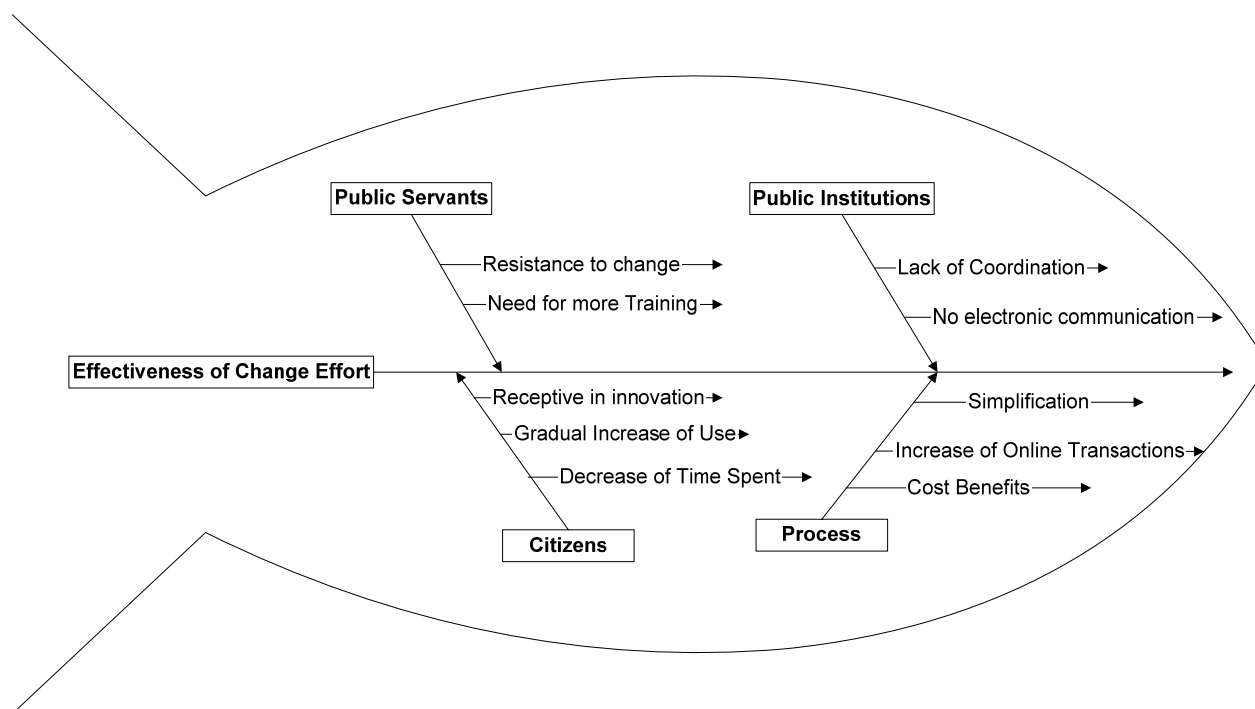 Public Servants
Public Institutions
Resistance to change
Lack of Coordination
Need for more Training
No electronic communication
Effectiveness of Change Effort
Receptive in innovation
Simplification
Gradual Increase of Use
Increase of Online Transactions
Decrease of Time Spent
Cost Benefits
Citizens
Process